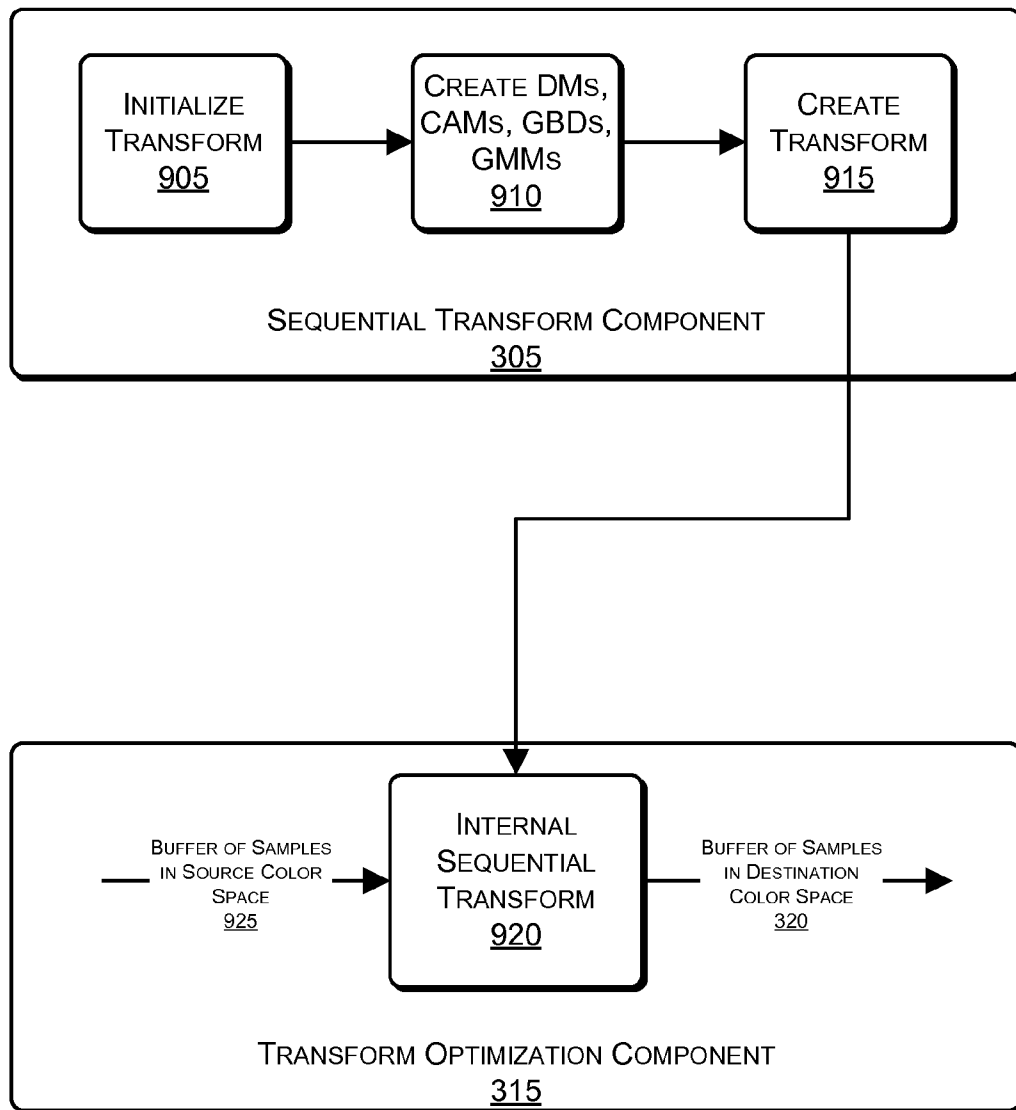 INITIALIZE
TRANSFORM
905
CREATE DMS,
CAMS, GBDS,
GMMS
910
CREATE
TRANSFORM
915
SEQUENTIAL TRANSFORM COMPONENT
305
BUFFER OF SAMPLES
IN SOURCE COLOR
SPACE
925
INTERNAL
SEQUENTIAL
TRANSFORM
920
BUFFER OF SAMPLES
IN DESTINATION
COLOR SPACE
320
TRANSFORM OPTIMIZATION COMPONENT
315